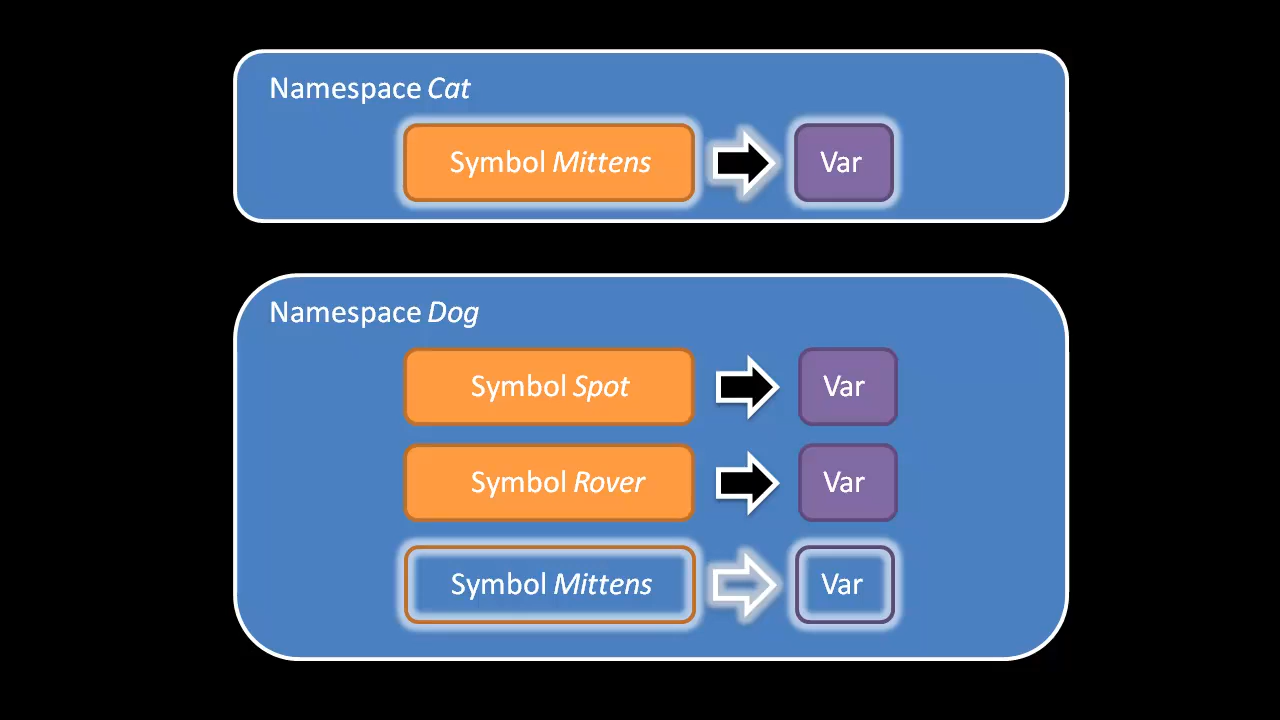 Namespace Cat
Symbol Mittens Var
Namespace Dog
Symbol Spot Var
Symbol Rover Var
Symbol Mittens Var